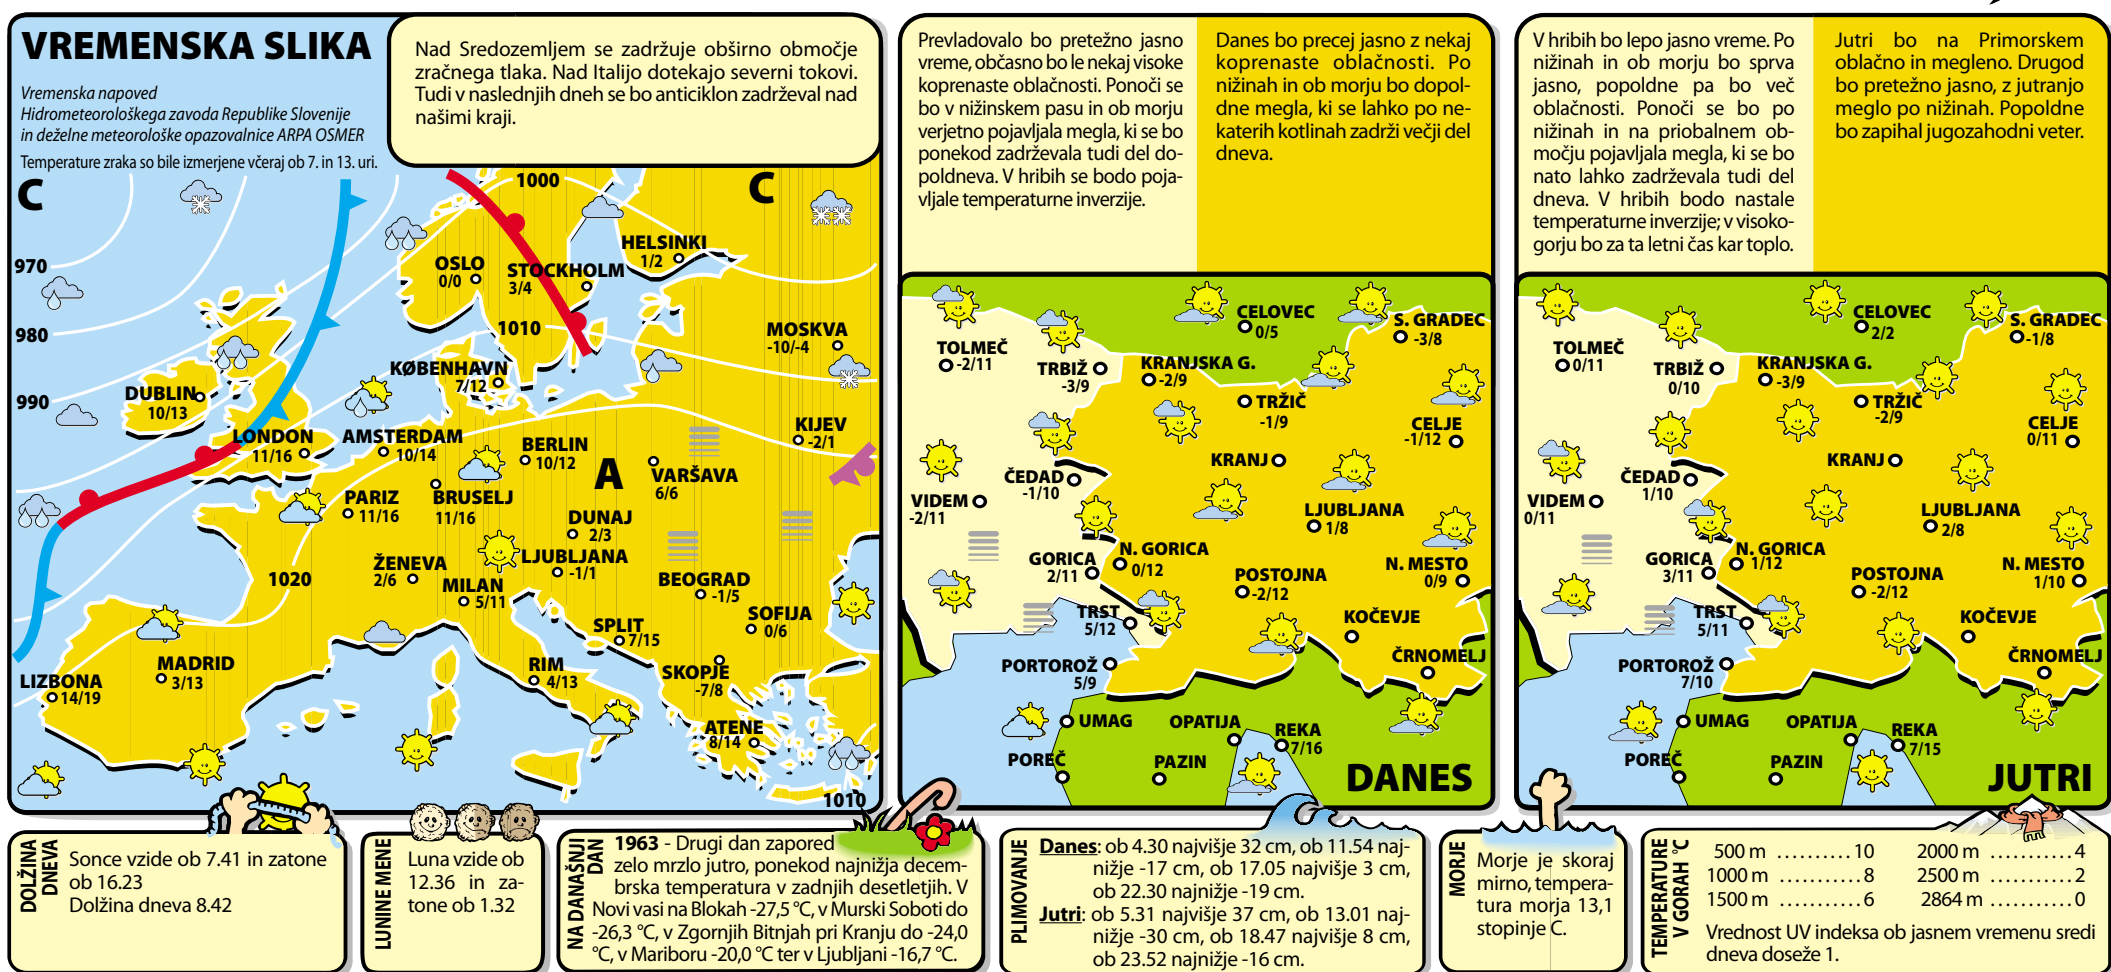 VREMENSKA SLIKA
Vremenska napoved
Hidrometeorološkega zavoda Republike Slovenije
in deželne meteorološke opazovalnice ARPA OSMER
Temperature zraka so bile izmerjene včeraj ob 7. in 13. uri.
Nad Sredozemljem se zadržuje obširno območje
zračnega tlaka. Nad Italijo dotekajo severni tokovi.
Tudi v naslednjih dneh se bo anticiklon zadrževal nad
našimi kraji.
C
1000
C
970
980
990
1010
1020
1010
A
HELSINKI
1/2
OSLO
0/0
STOCKHOLM
3/4
MOSKVA
-10/-4
KØBENHAVN
7/12
DUBLIN
10/13
LONDON
11/16
AMSTERDAM
10/14
BERLIN
10/12
KIJEV
-2/1
VARŠAVA
6/6
PARIZ
11/16
BRUSELJ
11/16
DUNAJ
2/3
ŽENEVA
2/6
LJUBLJANA
-1/1
MILAN
5/11
BEOGRAD
-1/5
SOFIJA
0/6
SPLIT
7/15
MADRID
3/13
LIZBONA
14/19
RIM
4/13
SKOPJE
-7/8
ATENE
8/14
Prevladovalo bo pretežno jasno
vreme, občasno bo le nekaj visoke
koprenaste oblačnosti. Ponoči se
bo v nižinskem pasu in ob morju
verjetno pojavljala megla, ki se bo
ponekod zadrževala tudi del do-
poldneva. V hribih se bodo poja-
vljale temperaturne inverzije.
Danes bo precej jasno z nekaj
koprenaste oblačnosti. Po
nižinah in ob morju bo dopol-
dne megla, ki se lahko po ne-
katerih kotlinah zadrži večji del
dneva.
CELOVEC
0/5
S. GRADEC
-3/8
TOLMEČ
-2/11
TRBIŽ
-3/9
KRANJSKA G.
-2/9
TRŽIČ
-1/9
CELJE
-1/12
KRANJ
ČEDAD
-1/10
VIDEM
-2/11
LJUBLJANA
1/8
GORICA
2/11
N. GORICA
0/12
POSTOJNA
-2/12
N. MESTO
0/9
TRST
5/12
KOČEVJE
PORTOROŽ
5/9
ČRNOMELJ
UMAG
OPATIJA
REKA
7/16
POREČ
PAZIN
DANES
V hribih bo lepo jasno vreme. Po
nižinah in ob morju bo sprva
jasno, popoldne pa bo več
oblačnosti. Ponoči se bo po
nižinah in na priobalnem ob-
močju pojavljala megla, ki se bo
nato lahko zadrževala tudi del
dneva. V hribih bodo nastale
temperaturne inverzije; v visoko-
gorju bo za ta letni čas kar toplo.
Jutri bo na Primorskem
oblačno in megleno. Drugod
bo pretežno jasno, z jutranjo
meglo po nižinah. Popoldne
bo zapihal jugozahodni veter.
CELOVEC
2/2
S. GRADEC
-1/8
TOLMEČ
0/11
TRBIŽ
0/10
KRANJSKA G.
-3/9
TRŽIČ
-2/9
CELJE
0/11
KRANJ
ČEDAD
1/10
VIDEM
0/11
LJUBLJANA
2/8
GORICA
3/11
N. GORICA
1/12
POSTOJNA
-2/12
N. MESTO
1/10
TRST
5/11
KOČEVJE
PORTOROŽ
7/10
ČRNOMELJ
UMAG
OPATIJA
REKA
7/15
POREČ
PAZIN
JUTRI
DOLŽINA
DNEVA
Sonce vzide ob 7.41 in zatone
ob 16.23
Dolžina dneva 8.42
LUNINE MENE
Luna vzide ob
12.36 in za-
tone ob 1.32
NA DANAŠNJI
DAN
1963 - Drugi dan zapored
zelo mrzlo jutro, ponekod najnižja decem-
brska temperatura v zadnjih desetletjih. V
Novi vasi na Blokah -27,5 °C, v Murski Soboti do
-26,3 °C, v Zgornjih Bitnjah pri Kranju do -24,0
°C, v Mariboru -20,0 °C ter v Ljubljani -16,7 °C.
PLIMOVANJE
Danes: ob 4.30 najvišje 32 cm, ob 11.54 naj-
nižje -17 cm, ob 17.05 najvišje 3 cm,
ob 22.30 najnižje -19 cm.
Jutri: ob 5.31 najvišje 37 cm, ob 13.01 naj-
nižje -30 cm, ob 18.47 najvišje 8 cm,
ob 23.52 najnižje -16 cm.
MORJE
Morje je skoraj
mirno, tempera-
tura morja 13,1
stopinje C.
TEMPERATURE
V GORAH °C
500 m .......... 10
1000 m ........... 8
1500 m ........... 6
2000 m ........... 4
2500 m ........... 2
2864 m ........... 0
Vrednost UV indeksa ob jasnem vremenu sredi
dneva doseže 1.